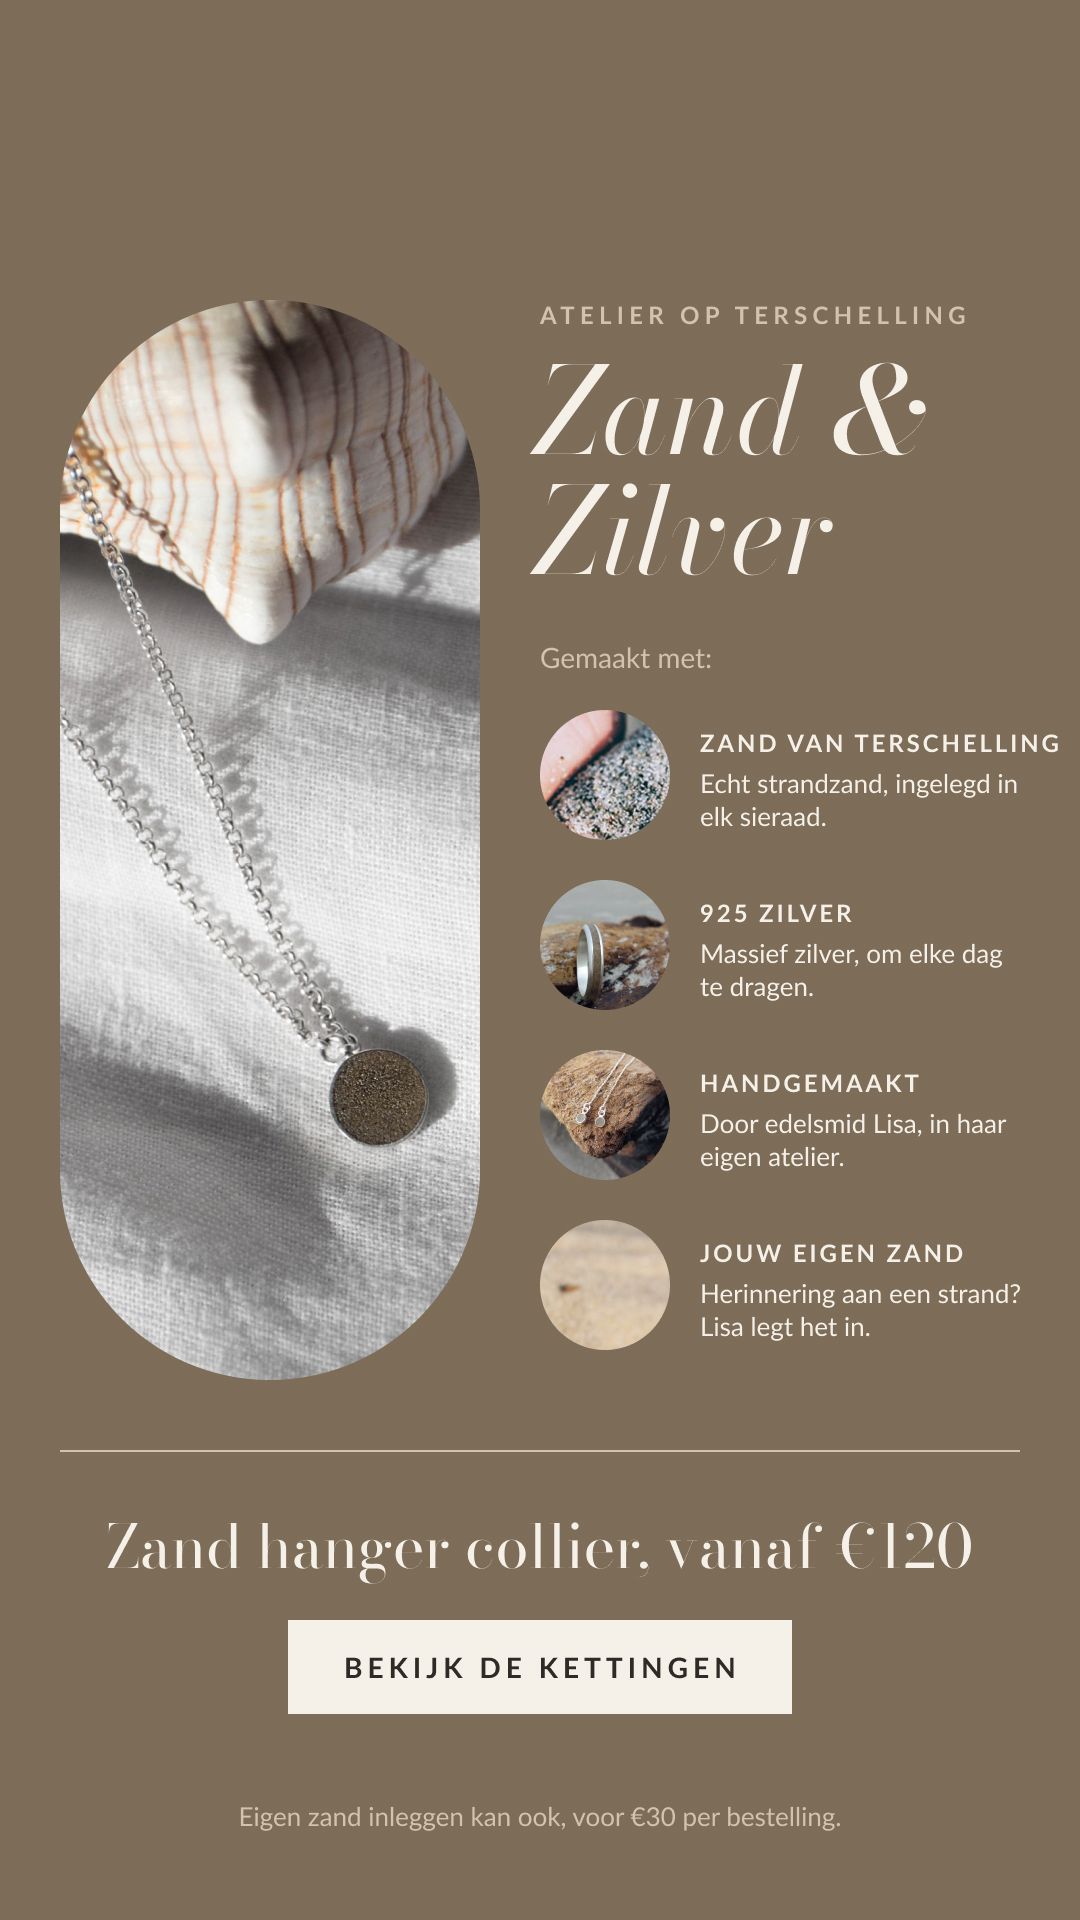 ATELIER OP TERSCHELLING
Zand &
Zilver
Gemaakt met:
ZAND VAN TERSCHELLING
Echt strandzand, ingelegd in
elk sieraad.
925 ZILVER
Massief zilver, om elke dag
te dragen.
HANDGEMAAKT
Door edelsmid Lisa, in haar
eigen atelier.
JOUW EIGEN ZAND
Herinnering aan een strand?
Lisa legt het in.
Zand hanger collier, vanaf €120
BEKIJK DE KETTINGEN
Eigen zand inleggen kan ook, voor €30 per bestelling.